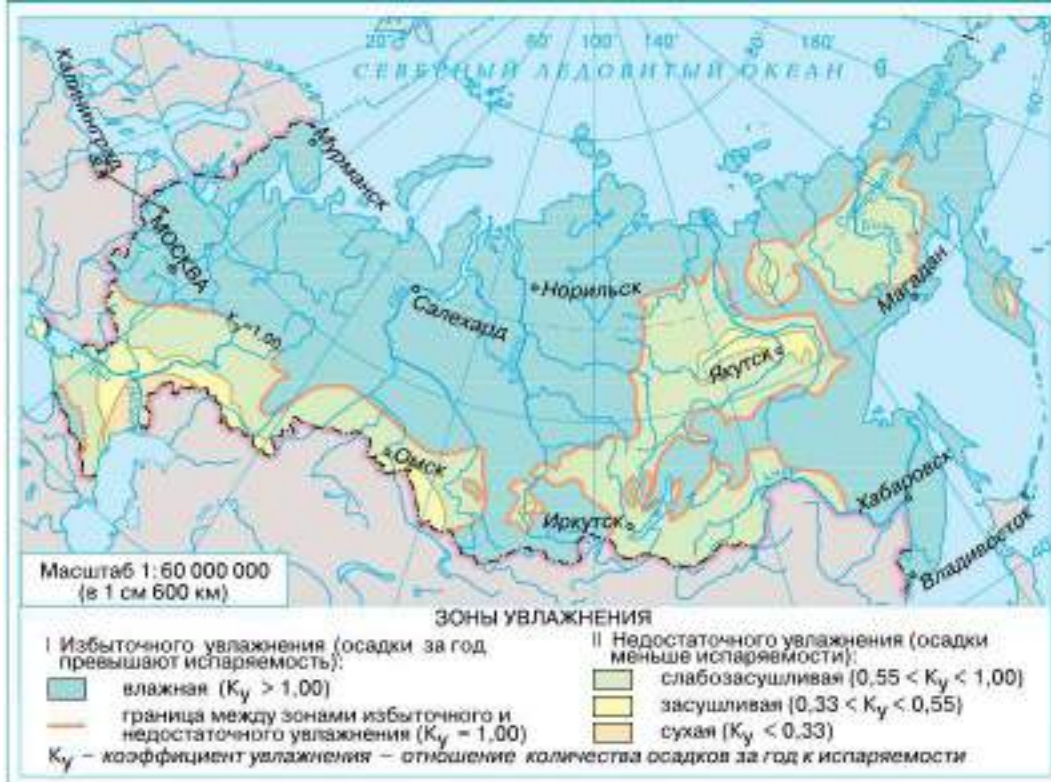 20°
60°
100°
140°
180°
СЕВЕРНЫЙ ЛЕДОВИТЫЙ ОКЕАН
Калининград
Мурманск
МОСКВА
Салехард
Норильск
Магадан
Kу=1,00
Якутск
Омск
Иркутск
Хабаровск
Владивосток
40
Масштаб 1: 60 000 000
(в 1 см 600 км)
ЗОНЫ УВЛАЖНЕНИЯ
I Избыточного увлажнения (осадки за год
превышают испаряемость):
влажная (Kу > 1,00)
граница между зонами избыточного и
недостаточного увлажнения (Kу = 1,00)
II Недостаточного увлажнения (осадки
меньше испаряемости):
слабозасушливая (0,55 < Kу < 1,00)
засушливая (0,33 < Kу < 0,55)
сухая (Kу < 0,33)
Kу – коэффициент увлажнения – отношение количества осадков за год к испаряемости